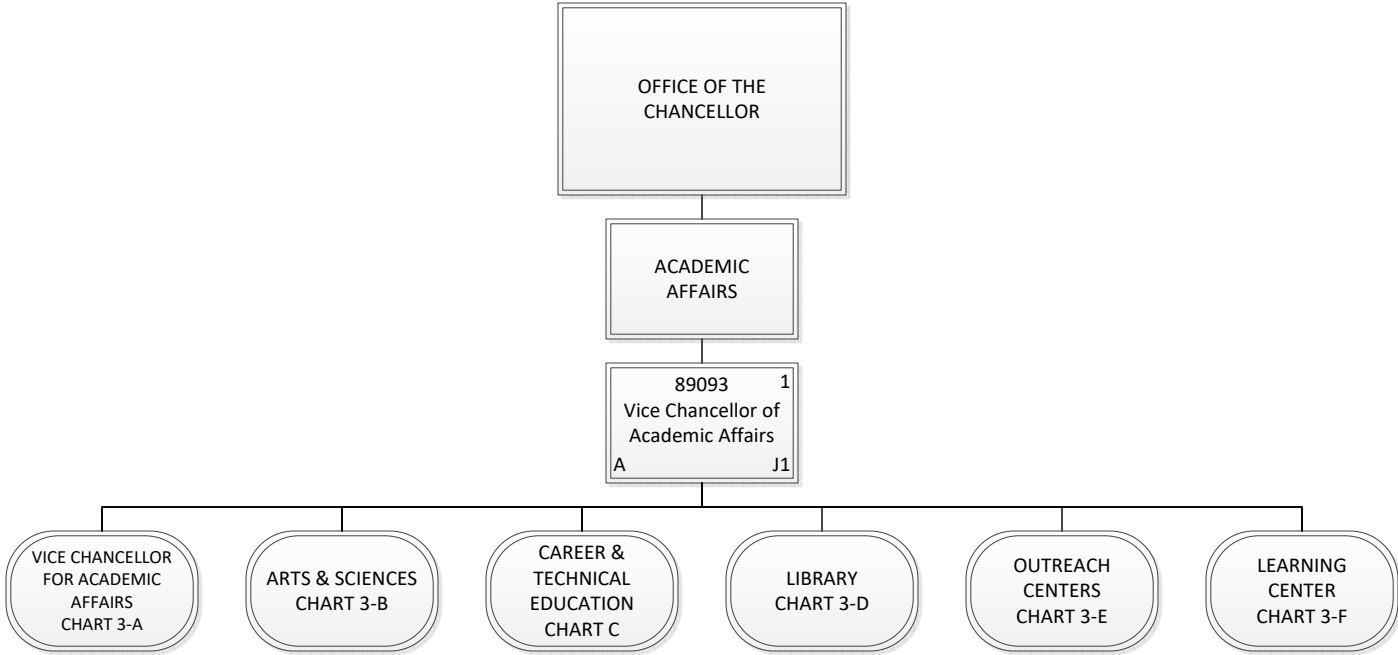 OFFICE OF THE
CHANCELLOR
ACADEMIC
AFFAIRS
89093 1
Vice Chancellor of
Academic Affairs
A J1
VICE CHANCELLOR
FOR ACADEMIC
AFFAIRS
CHART 3-A
ARTS & SCIENCES
CHART 3-B
CAREER &
TECHNICAL
EDUCATION
CHART C
LIBRARY
CHART 3-D
OUTREACH
CENTERS
CHART 3-E
LEARNING
CENTER
CHART 3-F